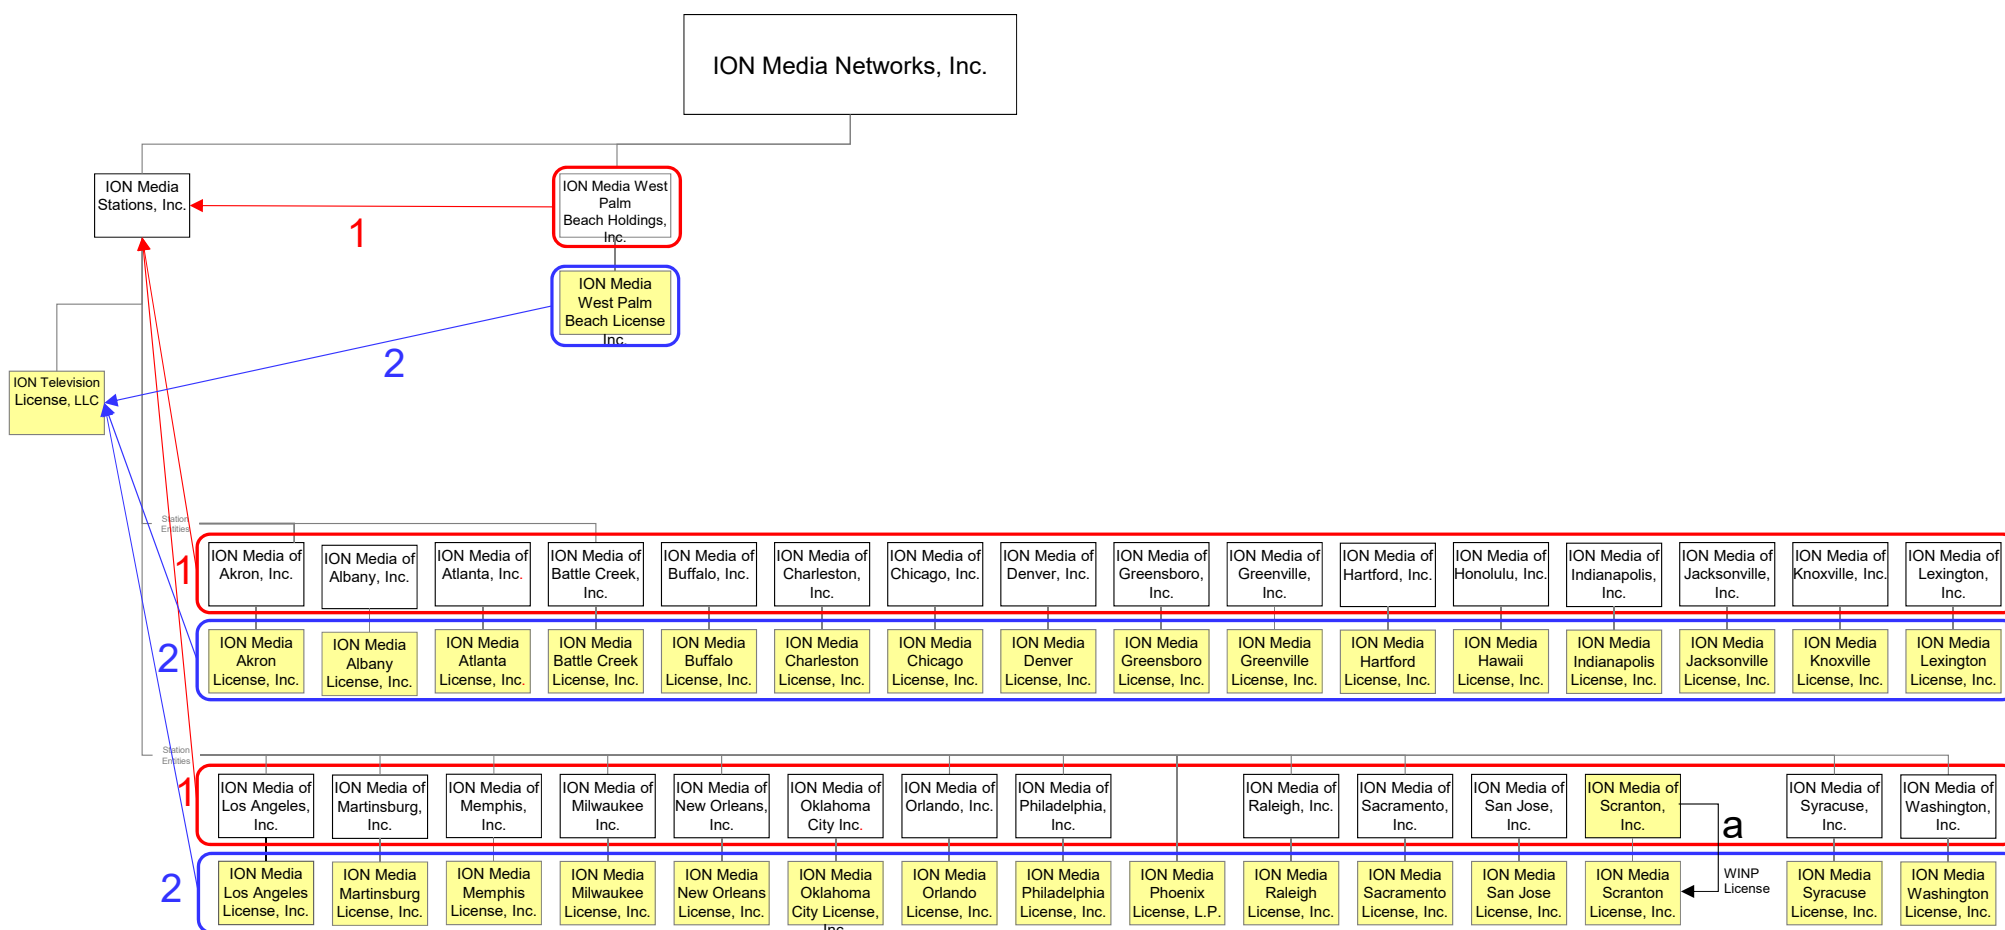 ION Media Networks, Inc.
ION Media
Stations, Inc.
ION Media West
Palm
Beach Holdings,
Inc.
1
ION Media
West Palm
Beach License
Inc.
2
ION Television
License, LLC
Station
Entities
1
ION Media of
Akron, Inc.
ION Media of
Albany, Inc.
ION Media of
Atlanta, Inc.
ION Media of
Battle Creek,
Inc.
ION Media of
Buffalo, Inc.
ION Media of
Charleston,
Inc.
ION Media of
Chicago, Inc.
ION Media of
Denver, Inc.
ION Media of
Greensboro,
Inc.
ION Media of
Greenville,
Inc.
ION Media of
Hartford, Inc.
ION Media of
Honolulu, Inc.
ION Media of
Indianapolis,
Inc.
ION Media of
Jacksonville,
Inc.
ION Media of
Knoxville, Inc.
ION Media of
Lexington,
Inc.
2
ION Media
Akron
License, Inc.
ION Media
Albany
License, Inc.
ION Media
Atlanta
License, Inc.
ION Media
Battle Creek
License, Inc.
ION Media
Buffalo
License, Inc.
ION Media
Charleston
License, Inc.
ION Media
Chicago
License, Inc.
ION Media
Denver
License, Inc.
ION Media
Greensboro
License, Inc.
ION Media
Greenville
License, Inc.
ION Media
Hartford
License, Inc.
ION Media
Hawaii
License, Inc.
ION Media
Indianapolis
License, Inc.
ION Media
Jacksonville
License, Inc.
ION Media
Knoxville
License, Inc.
ION Media
Lexington
License, Inc.
Station
Entities
1
ION Media of
Los Angeles,
Inc.
ION Media of
Martinsburg,
Inc.
ION Media of
Memphis,
Inc.
ION Media of
Milwaukee
Inc.
ION Media of
New Orleans,
Inc.
ION Media of
Oklahoma
City Inc.
ION Media of
Orlando, Inc.
ION Media of
Philadelphia,
Inc.
ION Media of
Raleigh, Inc.
ION Media of
Sacramento,
Inc.
ION Media of
San Jose,
Inc.
ION Media of
Scranton,
Inc.
a
ION Media of
Syracuse,
Inc.
ION Media of
Washington,
Inc.
2
ION Media
Los Angeles
License, Inc.
ION Media
Martinsburg
License, Inc.
ION Media
Memphis
License, Inc.
ION Media
Milwaukee
License, Inc.
ION Media
New Orleans
License, Inc.
ION Media
Oklahoma
City License,
Inc.
ION Media
Orlando
License, Inc.
ION Media
Philadelphia
License, Inc.
ION Media
Phoenix
License, L.P.
ION Media
Raleigh
License, Inc.
ION Media
Sacramento
License, Inc.
ION Media
San Jose
License, Inc.
ION Media
Scranton
License, Inc.
WINP
License
ION Media
Syracuse
License, Inc.
ION Media
Washington
License, Inc.